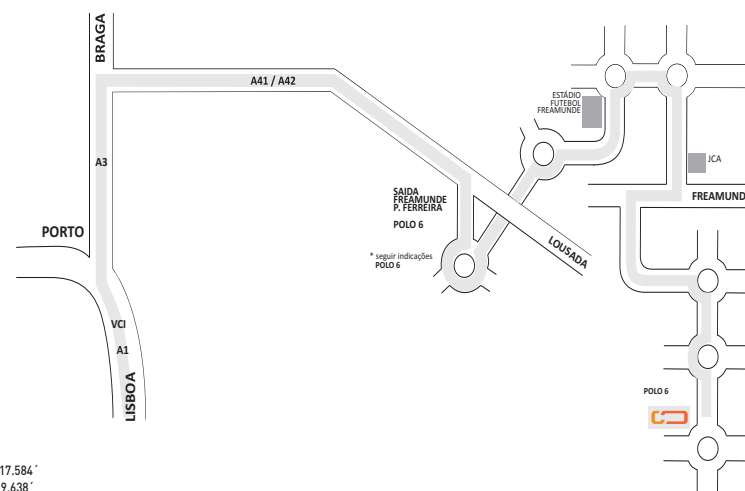 BRAGA
A41 / A42
ESTÁDIO
FUTEBOL
FREAMUNDE
A3
JCA
SAIDA
FREAMUNDE
P. FERREIRA
POLO 6
FREAMUND
PORTO
LOUSADA
* seguir indicações
POLO 6
VCI
A1
LISBOA
POLO 6
17.584´
9.638´